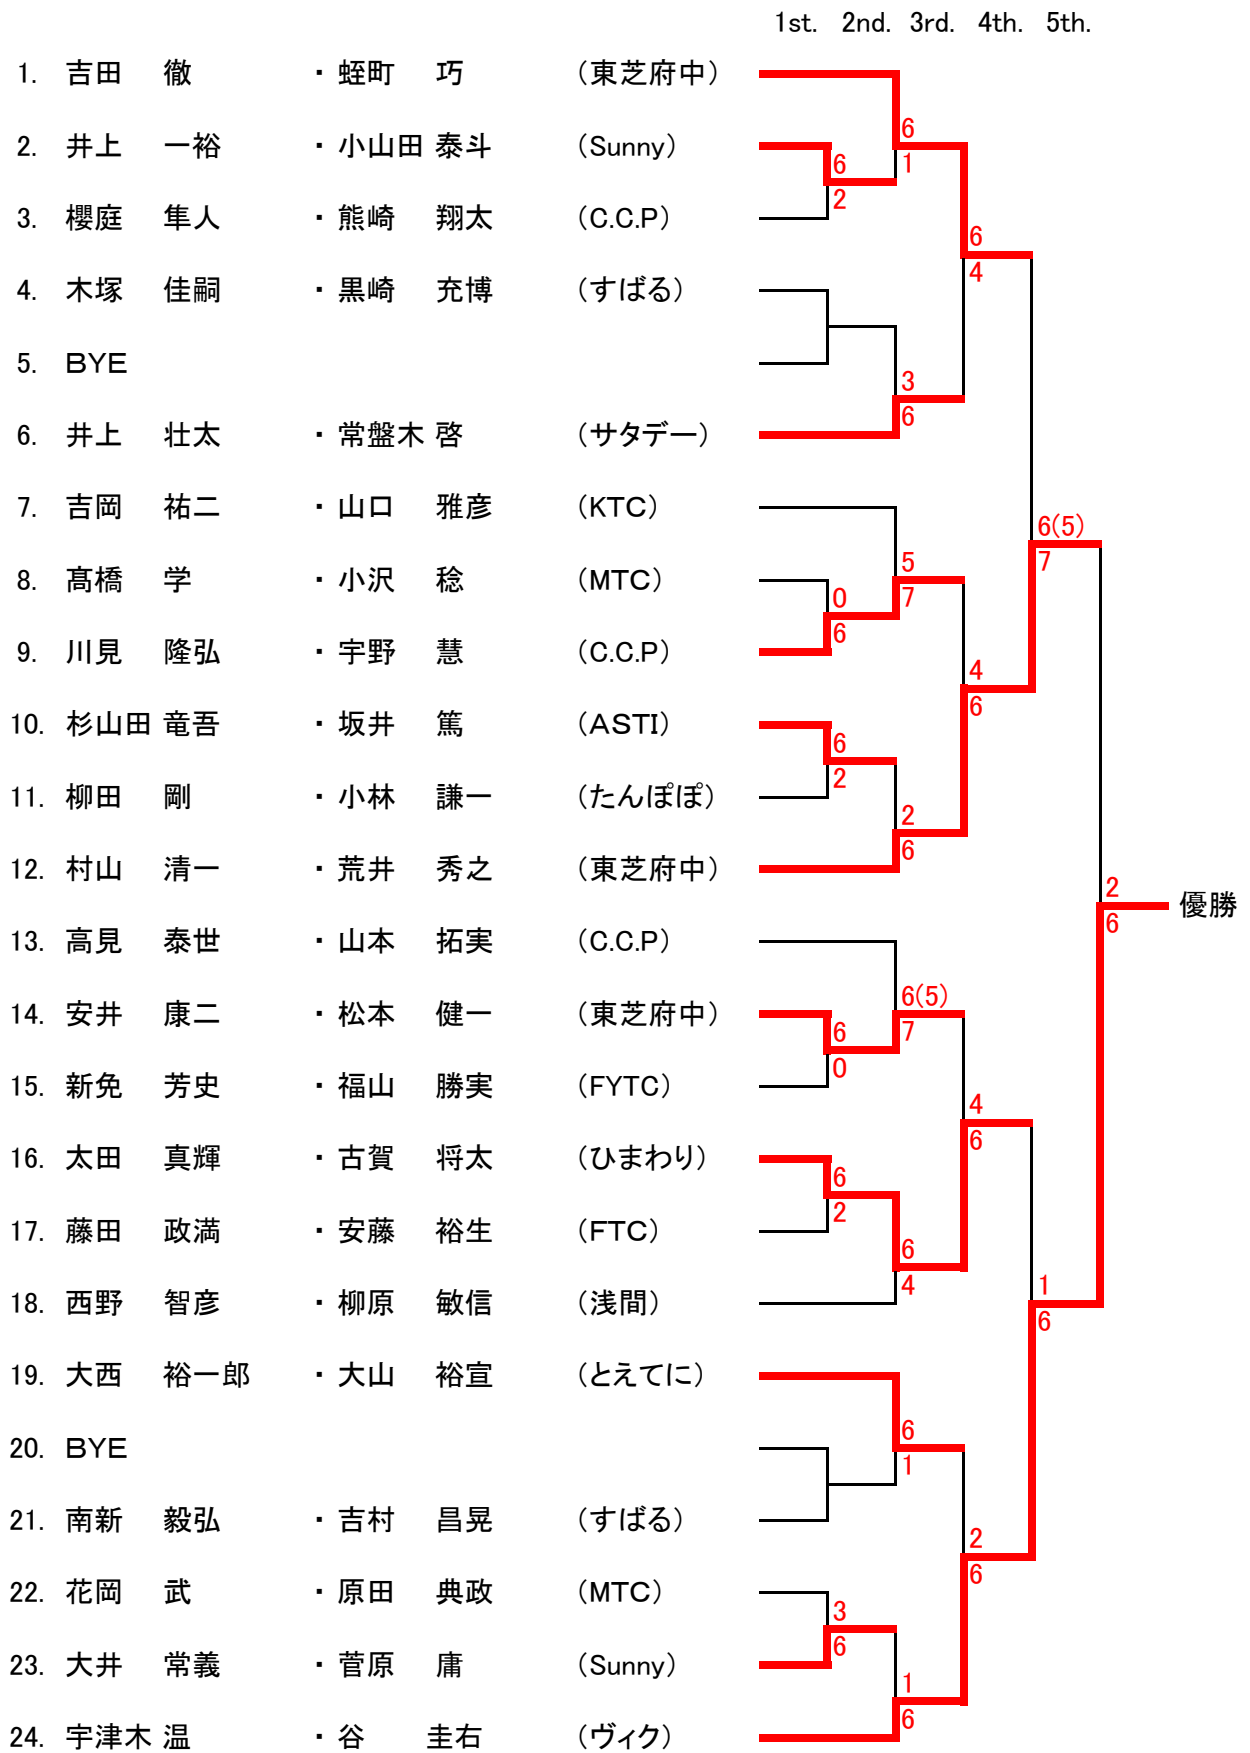 1st. 2nd. 3rd. 4th. 5th.
1. 吉田 徹 ・ 蛭町 巧 (東芝府中)
6
2. 井上 一裕 ・ 小山田 泰斗 (Sunny)
6 1
2
3. 櫻庭 隼人 ・ 熊崎 翔太 (C.C.P)
6
4
4. 木塚 佳嗣 ・ 黒崎 充博 (すばる)
5. BYE
3
6
6. 井上 壮太 ・ 常盤木 啓 (サタデー)
7. 吉岡 祐二 ・ 山口 雅彦 (KTC)
6(5)
5 7
8. 髙橋 学 ・ 小沢 稔 (MTC)
0 7
6
9. 川見 隆弘 ・ 宇野 慧 (C.C.P)
4
6
10. 杉山田 竜吾 ・ 坂井 篤 (ASTI)
6
2
11. 柳田 剛 ・ 小林 謙一 (たんぽぽ)
2
6
12. 村山 清一 ・ 荒井 秀之 (東芝府中)
2
優勝
6
13. 高見 泰世 ・ 山本 拓実 (C.C.P)
6(5)
14. 安井 康二 ・ 松本 健一 (東芝府中)
6 7
0
15. 新免 芳史 ・ 福山 勝実 (FYTC)
4
6
16. 太田 真輝 ・ 古賀 将太 (ひまわり)
6
2
17. 藤田 政満 ・ 安藤 裕生 (FTC)
6
4 1
18. 西野 智彦 ・ 柳原 敏信 (浅間)
6
19. 大西 裕一郎 ・ 大山 裕宣 (とえてに)
6
20. BYE
1
21. 南新 毅弘 ・ 吉村 昌晃 (すばる)
2
6
22. 花岡 武 ・ 原田 典政 (MTC)
3
6
23. 大井 常義 ・ 菅原 庸 (Sunny)
1
6
24. 宇津木 温 ・ 谷 圭右 (ヴィク)